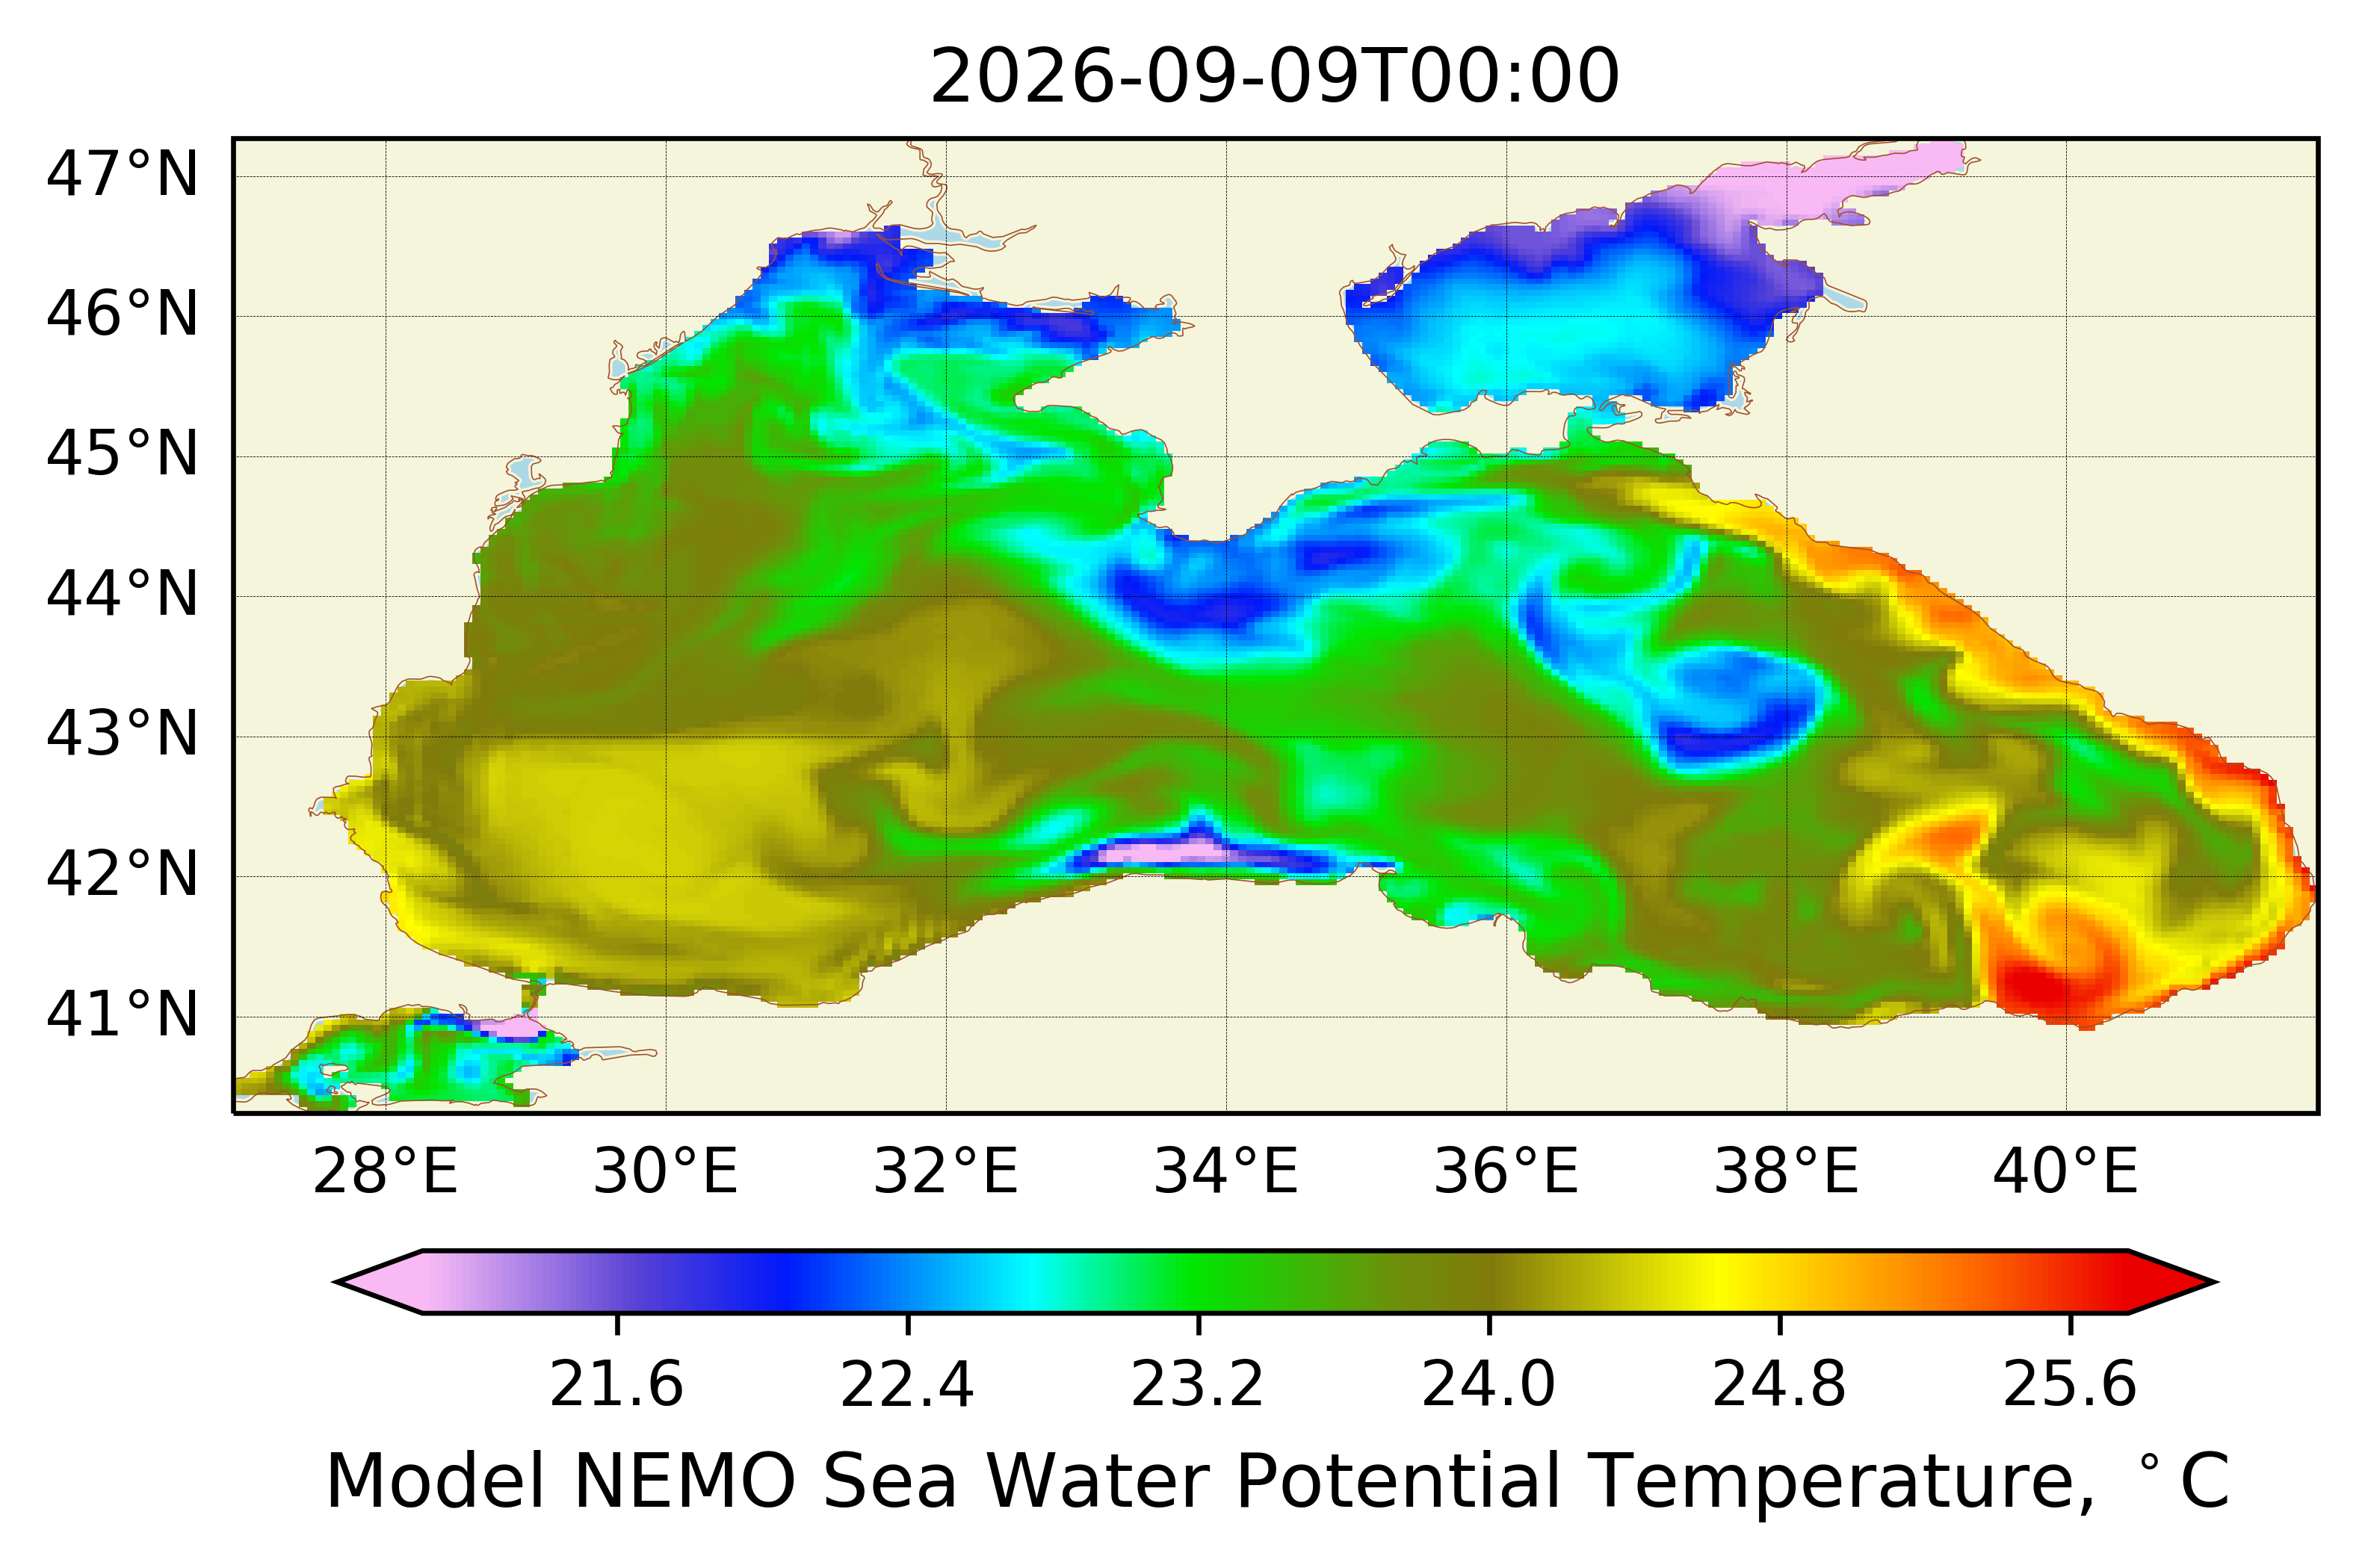 2026-09-09T00:00
47°N
46°N
45°N
44°N
43°N
42°N
41°N
28°E 30°E 32°E 34°E 36°E 38°E 40°E
21.6 22.4 23.2 24.0 24.8 25.6
Model NEMO Sea Water Potential Temperature, °C